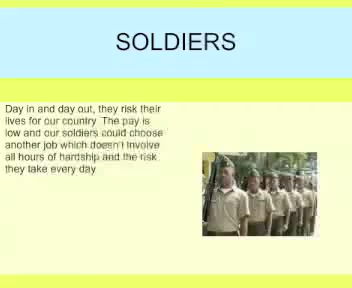 SOLDIERS
Day in and day out, they risk their
lives for our country. The pay is
low and our soldiers could choose
another job which doesn't involve
all hours of hardship and the risk
they take every day